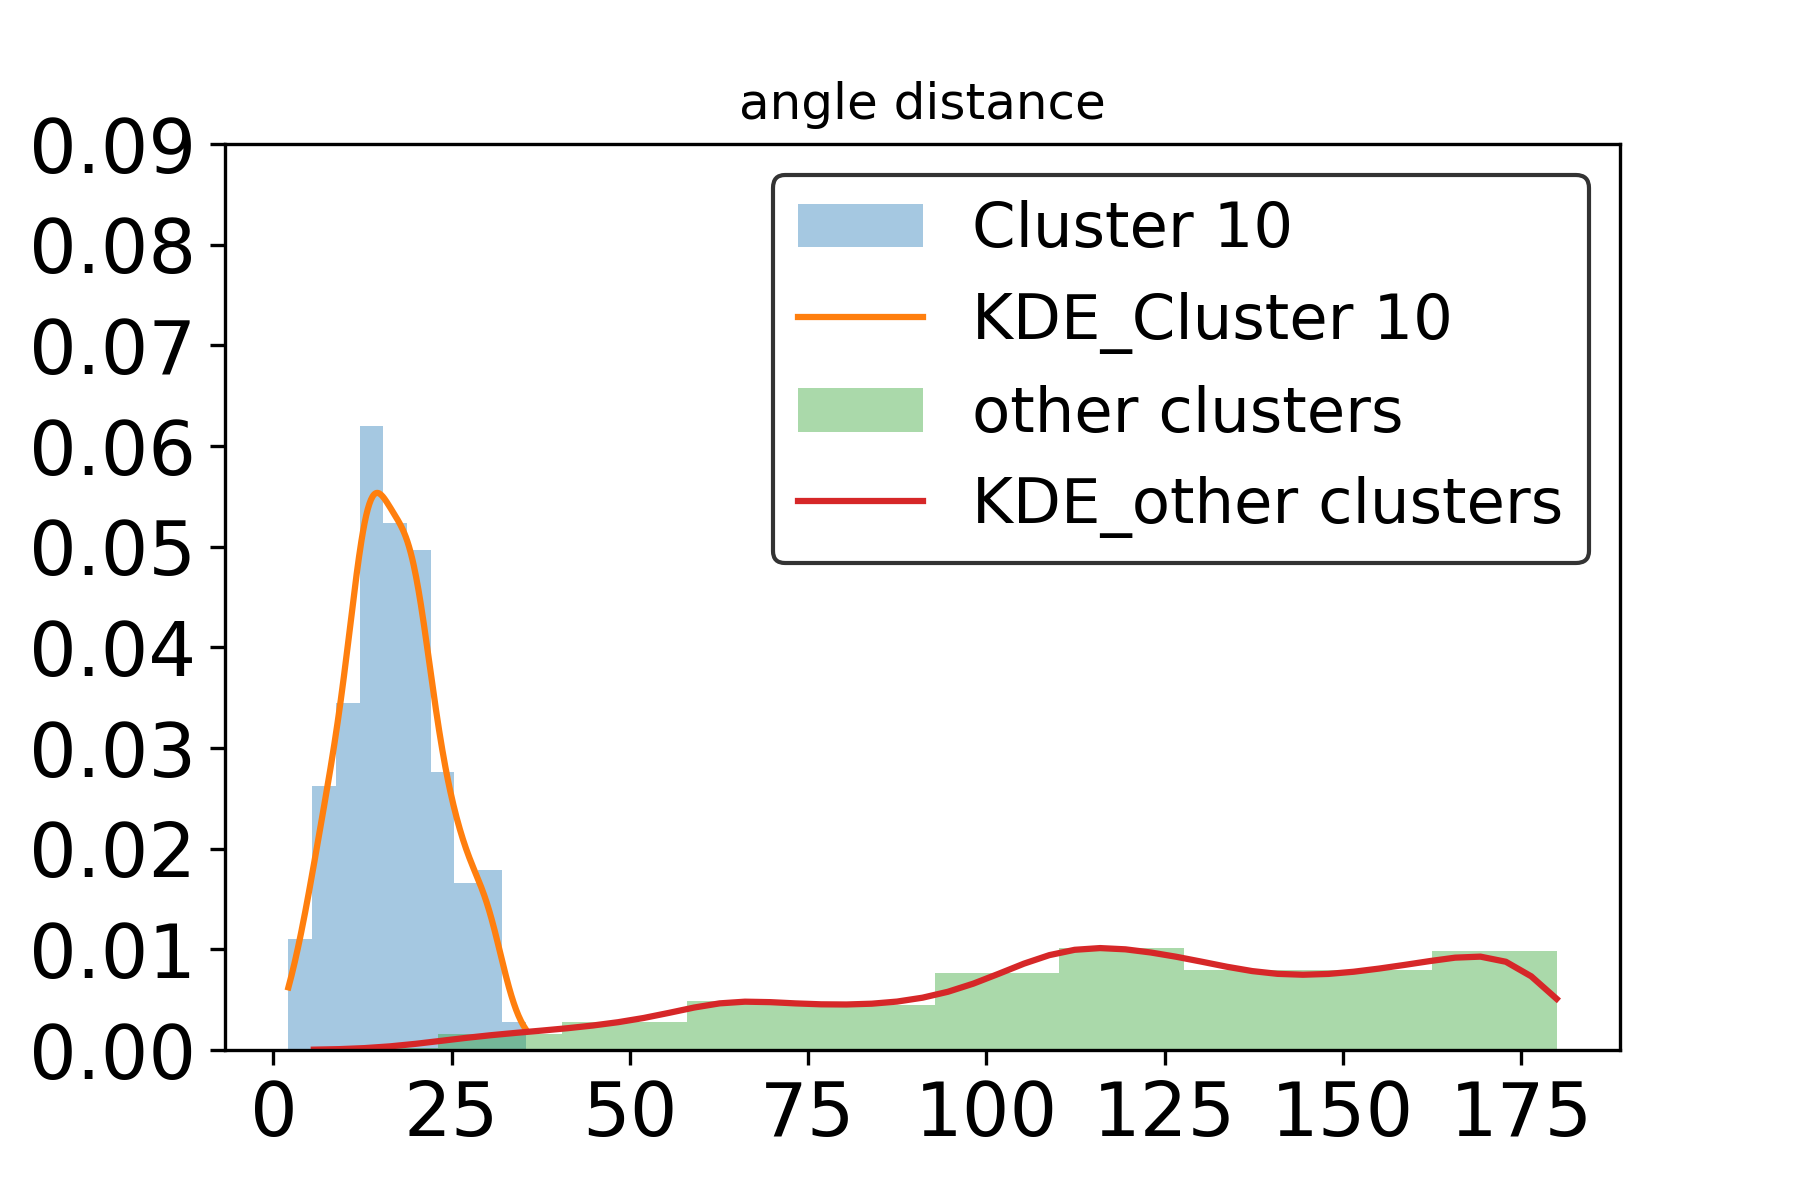 angle distance
0.09
0.08
0.07
0.06
0.05
0.04
0.03
0.02
0.01
0.00
Cluster 10
KDE_Cluster 10
other clusters
KDE_other clusters
0 25 50 75 100 125 150 175